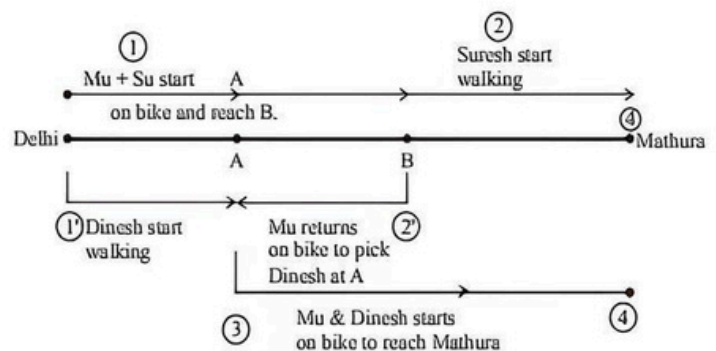 ①
②
Suresh start
walking
Mu + Su start
A
on bike and reach B.
④
Delhi
Mathura
A
B
①' Dinesh start
walking
Mu returns
on bike to pick
Dinesh at A
②'
③
Mu & Dinesh starts
on bike to reach Mathura
④